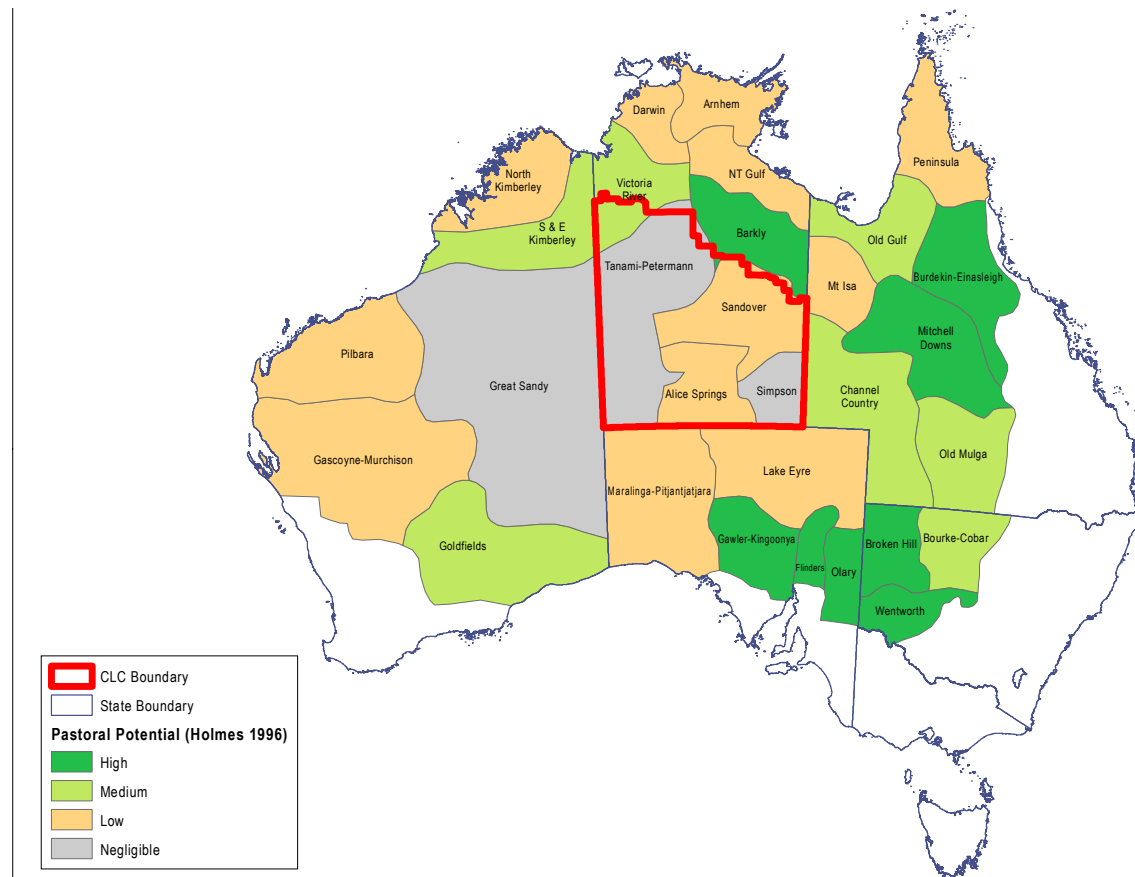 Arnhem
Darwin
Peninsula
North
Kimberley
NT Gulf
Victoria
River
S & E
Kimberley
Barkly
Old Gulf
Tanami-Petermann
Burdekin-Einasleigh
Mt Isa
Sandover
Mitchell
Downs
Pilbara
Great Sandy
Alice Springs
Simpson
Channel
Country
Gascoyne-Murchison
Old Mulga
Lake Eyre
Maralinga-Pitjantjatjara
Goldfields
Gawler-Kingoonya
Flinders
Olary
Broken Hill
Bourke-Cobar
Wentworth
CLC Boundary
State Boundary
Pastoral Potential (Holmes 1996)
High
Medium
Low
Negligible